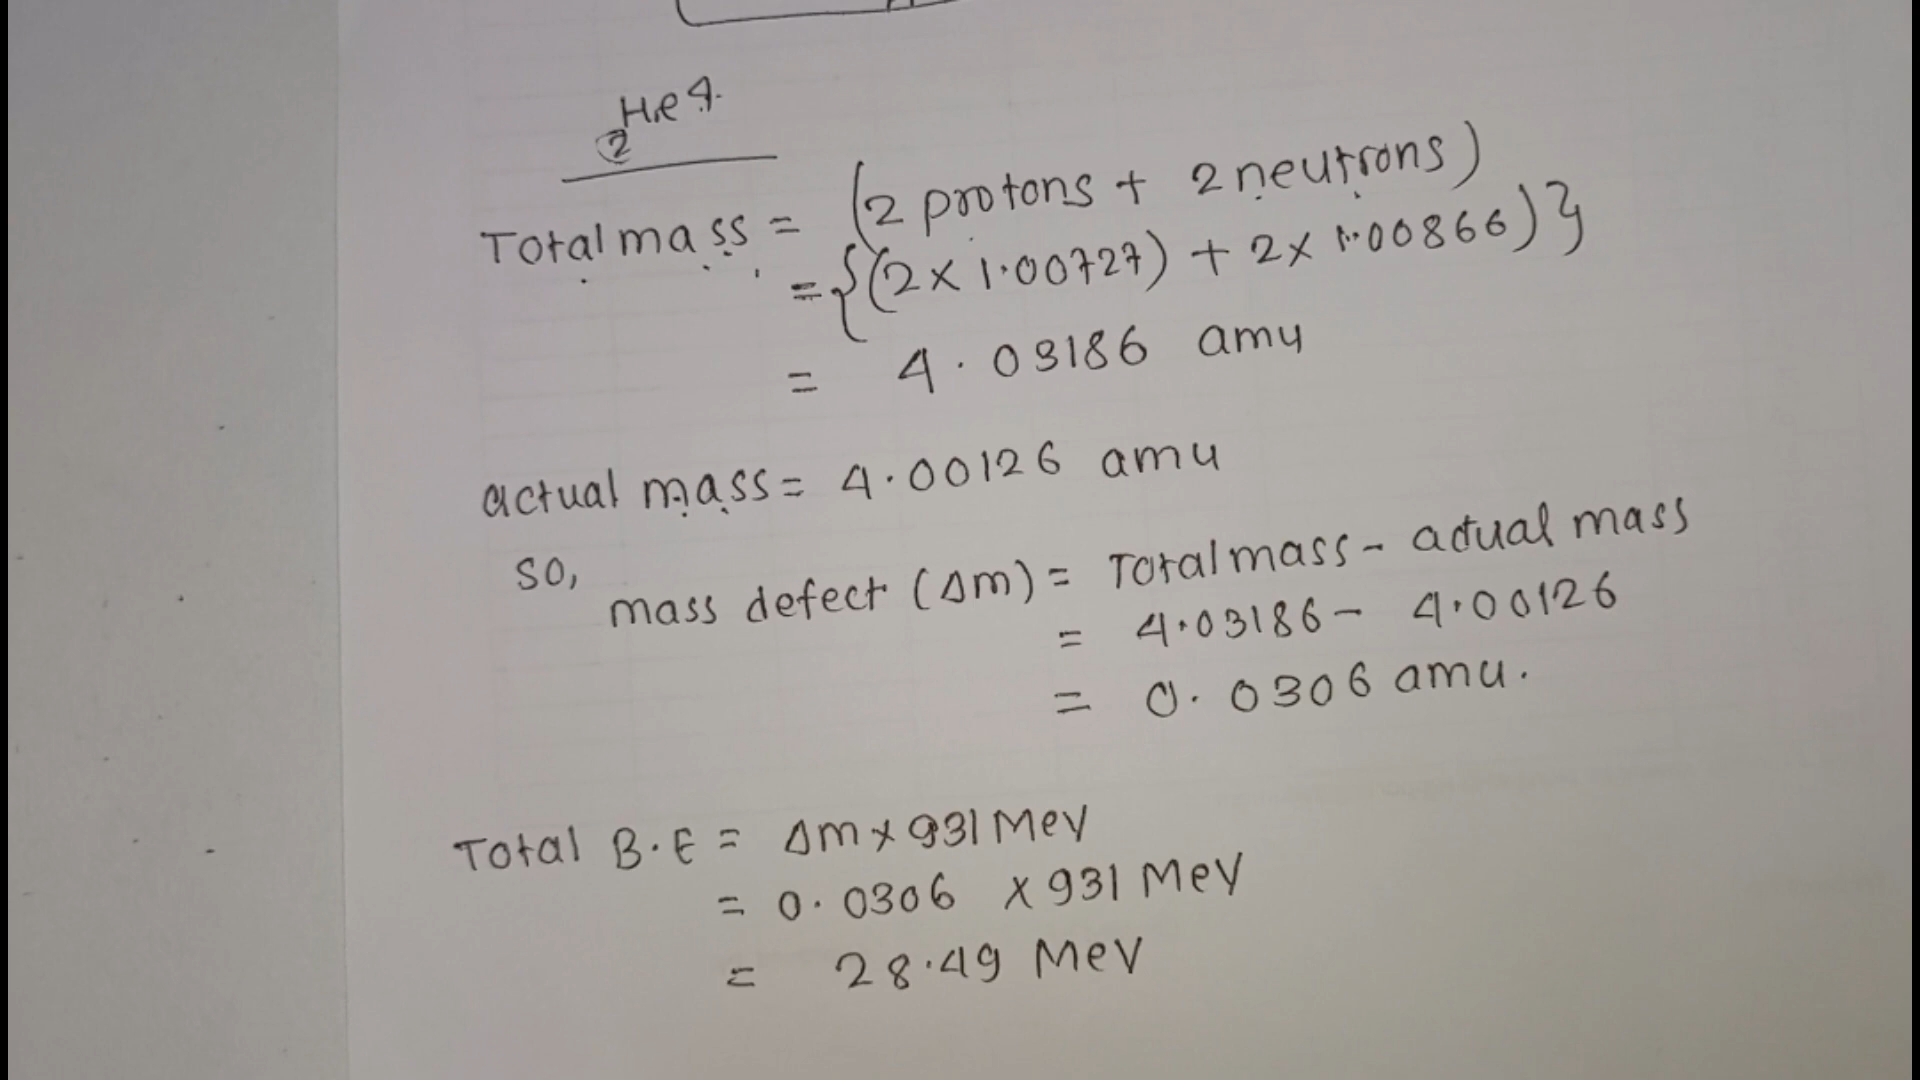 ₂He⁴
Total mass = (2 protons + 2 neutrons)
= {(2 x 1.00727) + 2 x 1.00866)}
= 4.03186 amu
actual mass = 4.00126 amu
so,
mass defect (Δm) = Total mass - actual mass
= 4.03186 - 4.00126
= 0.0306 amu.
Total B.E = Δm x 931 MeV
= 0.0306 x 931 MeV
= 28.49 MeV